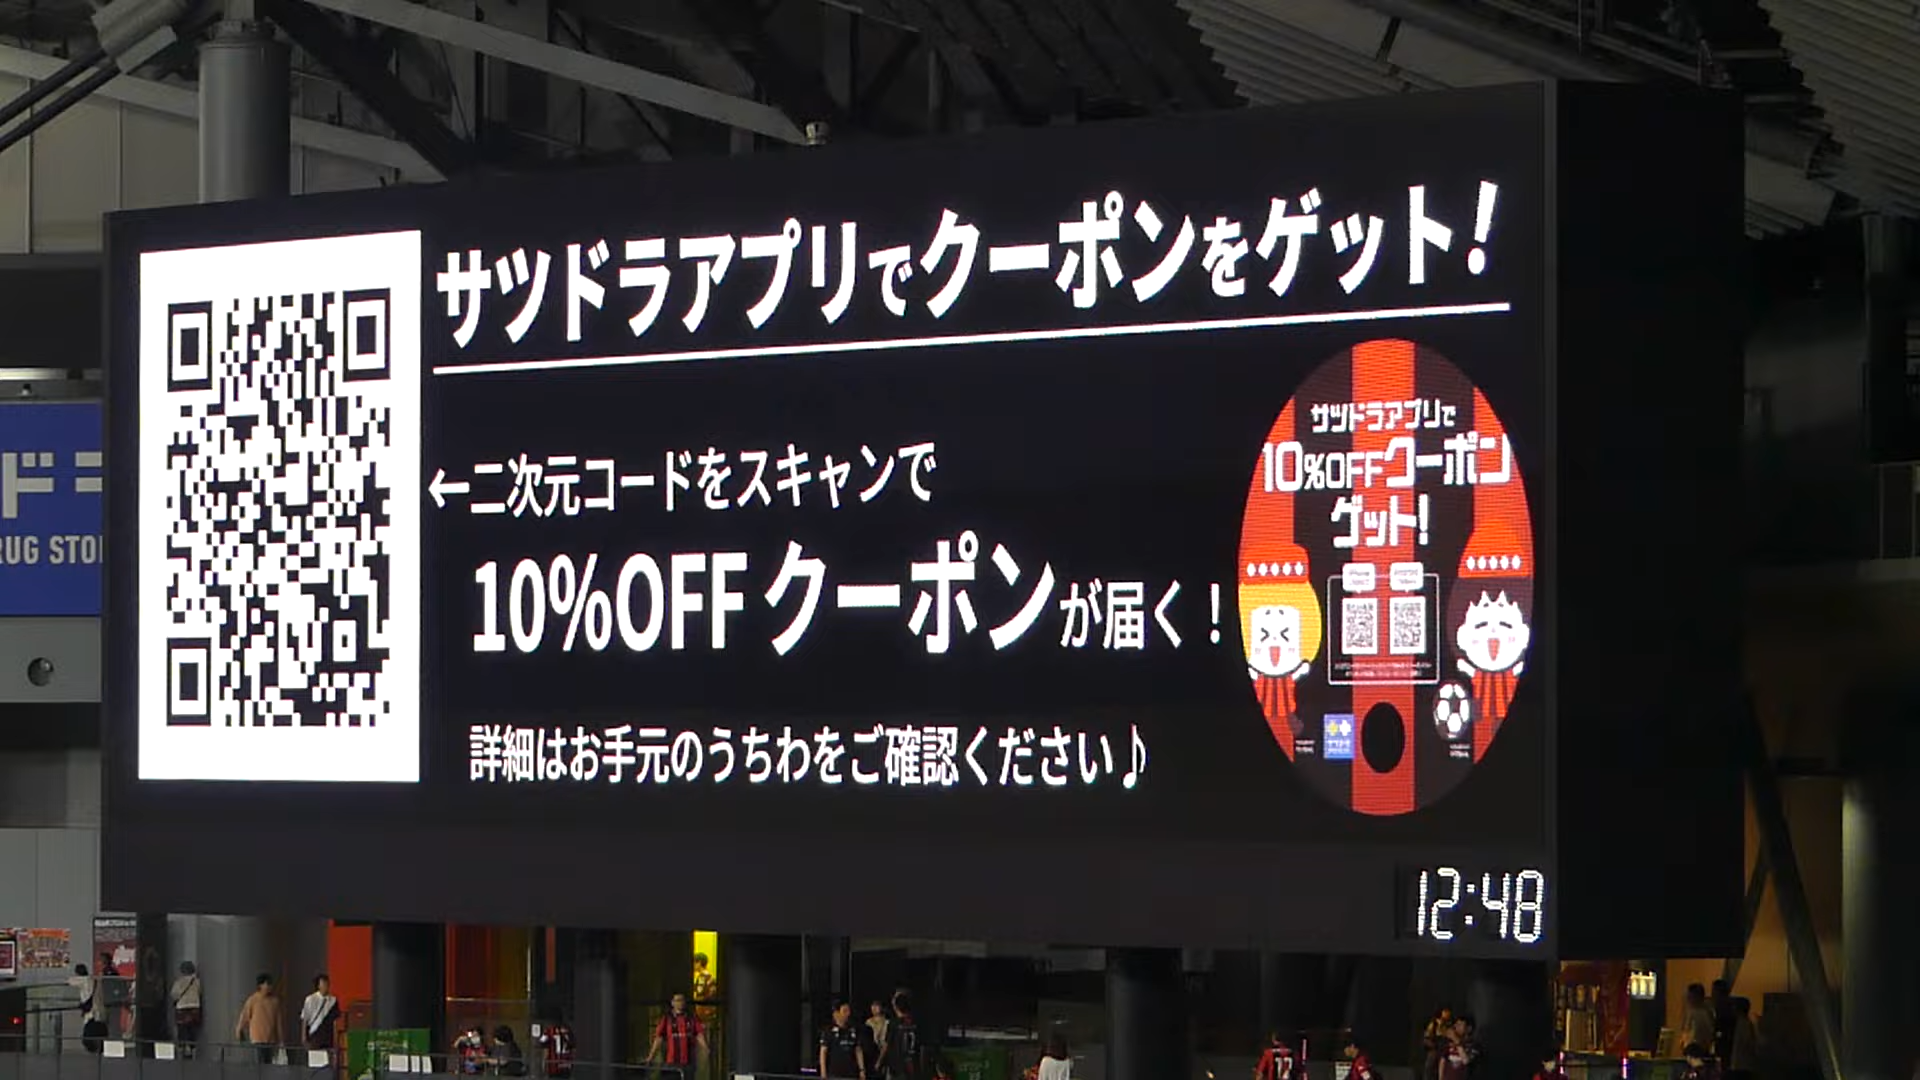 サツドラアプリでクーポンをゲット!
←二次元コードをスキャンで
10%OFFクーポンが届く！
詳細はお手元のうちわをご確認ください♪
サツドラアプリで
10%OFFクーポン
ゲット!
12:48